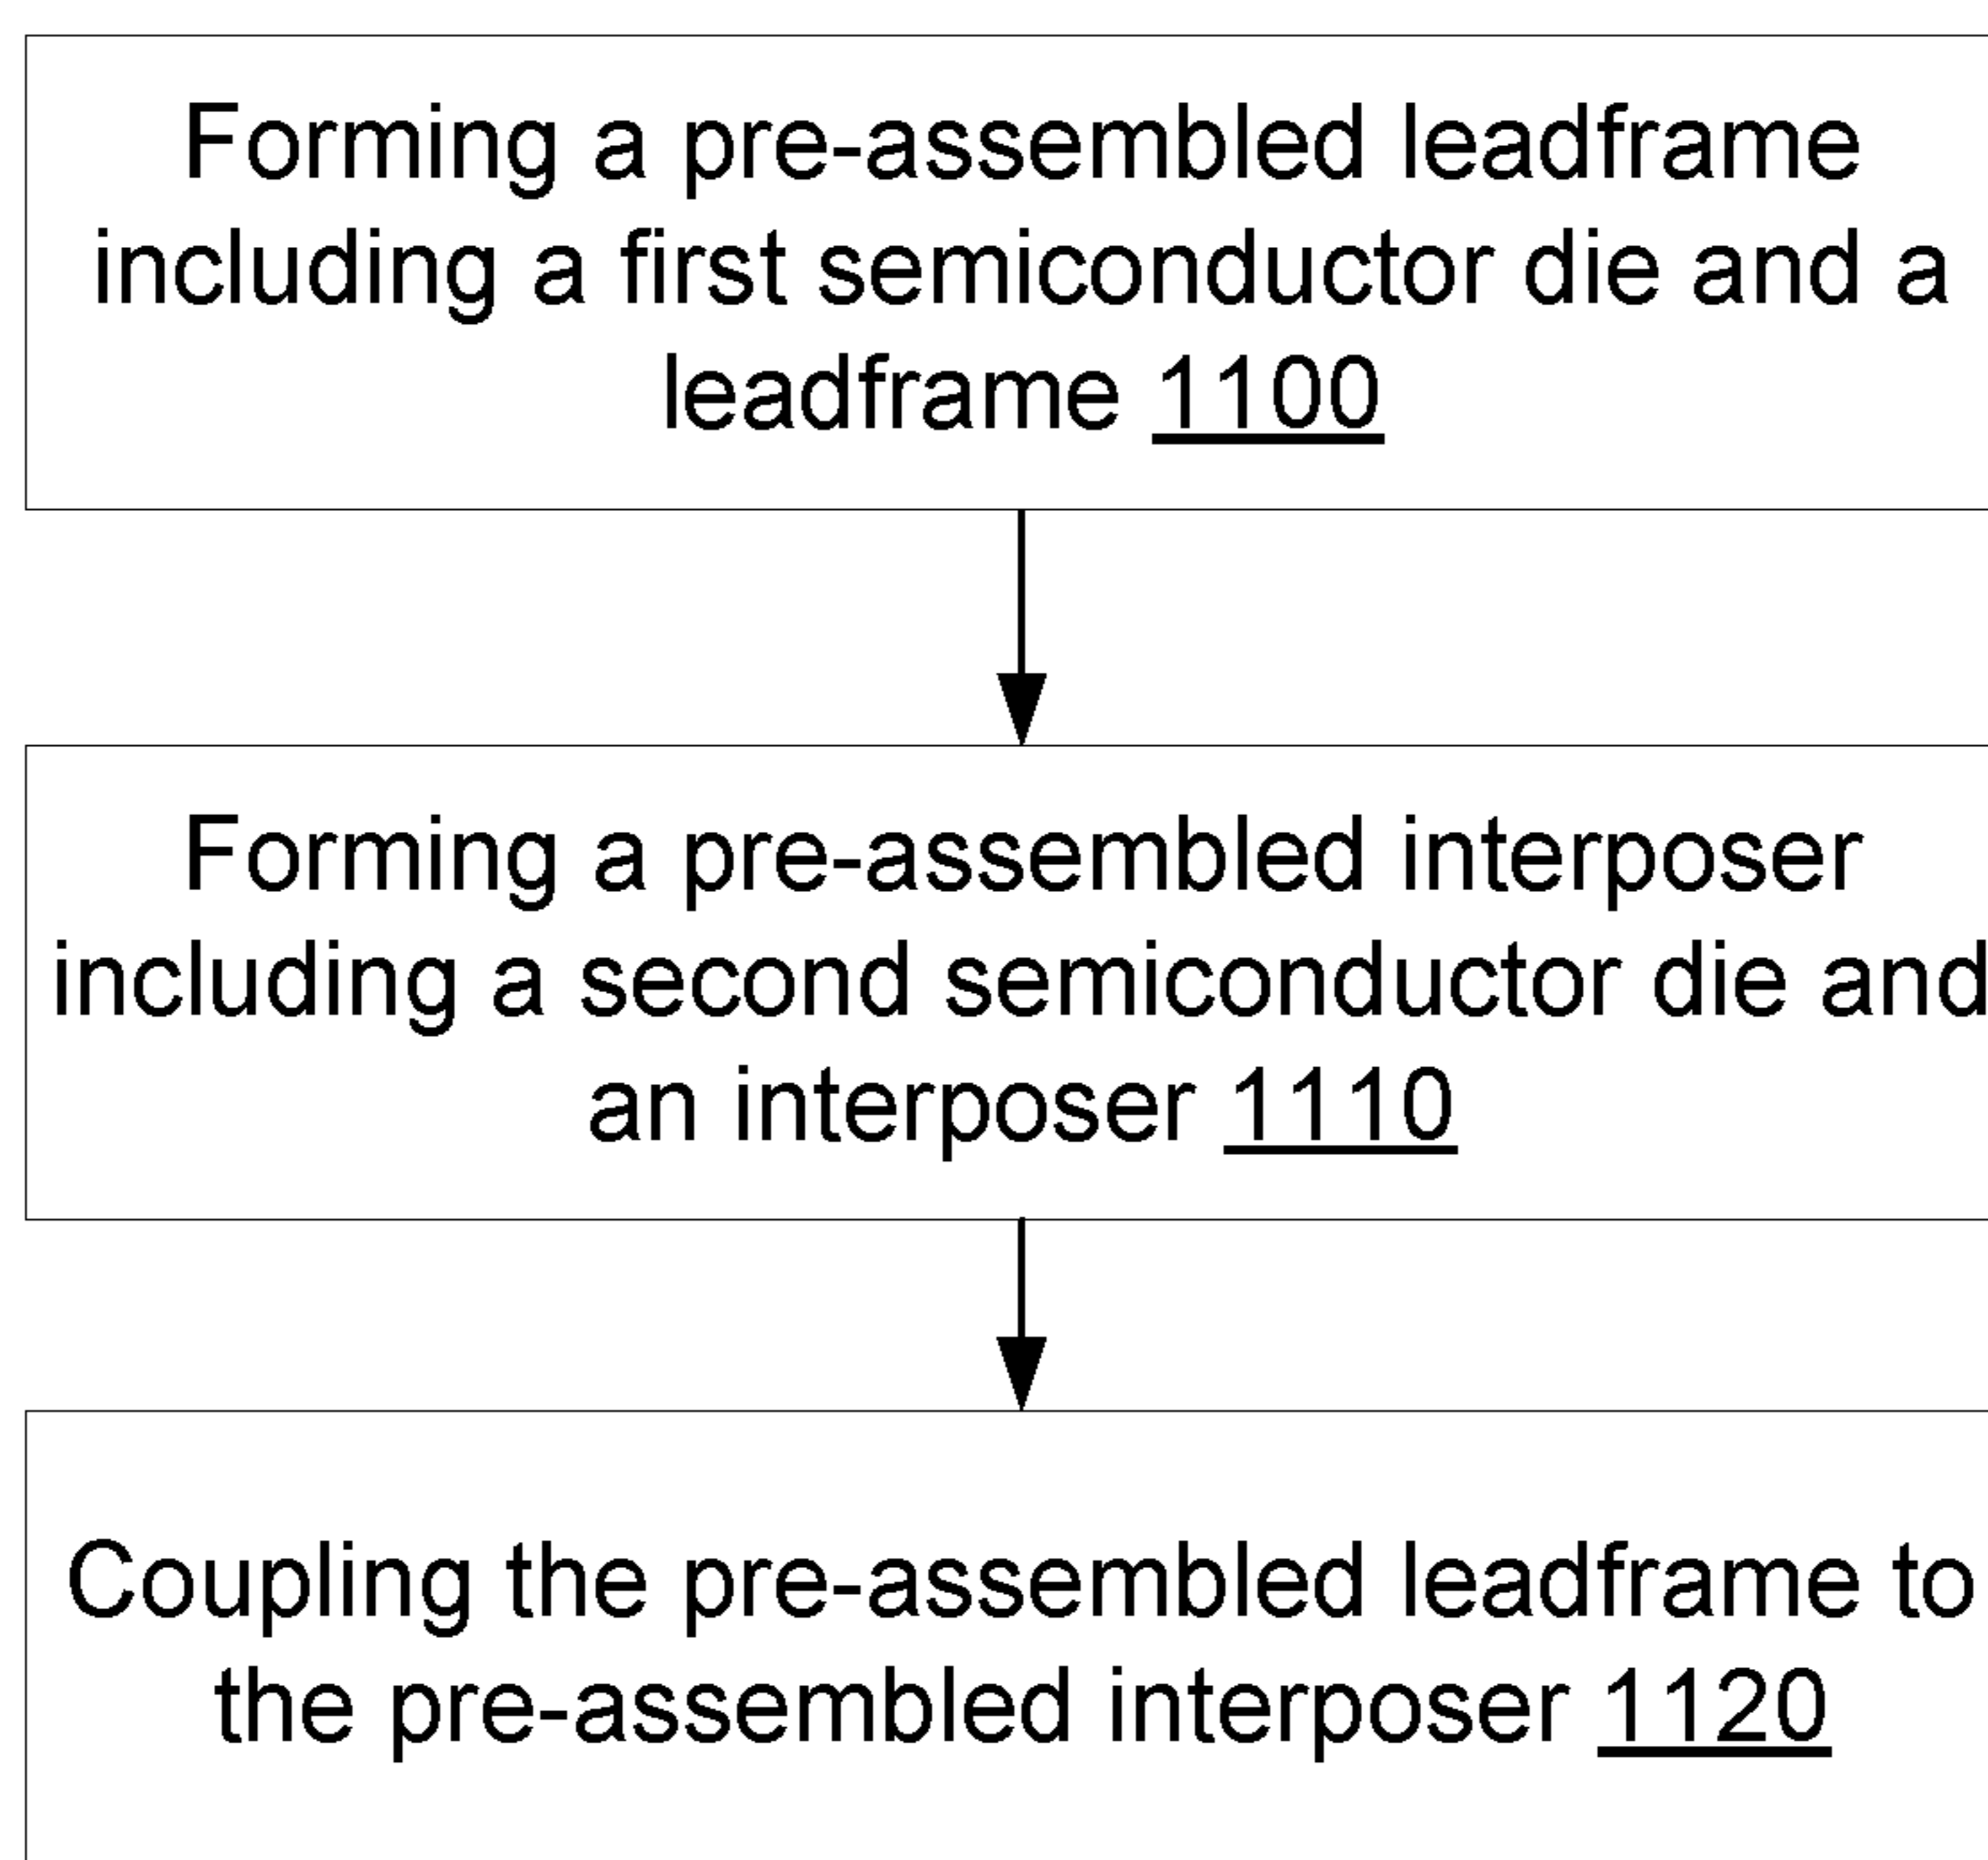 Forming a pre-assembled leadframe
including a first semiconductor die and a
leadframe 1100
Forming a pre-assembled interposer
including a second semiconductor die and
an interposer 1110
Coupling the pre-assembled leadframe to
the pre-assembled interposer 1120